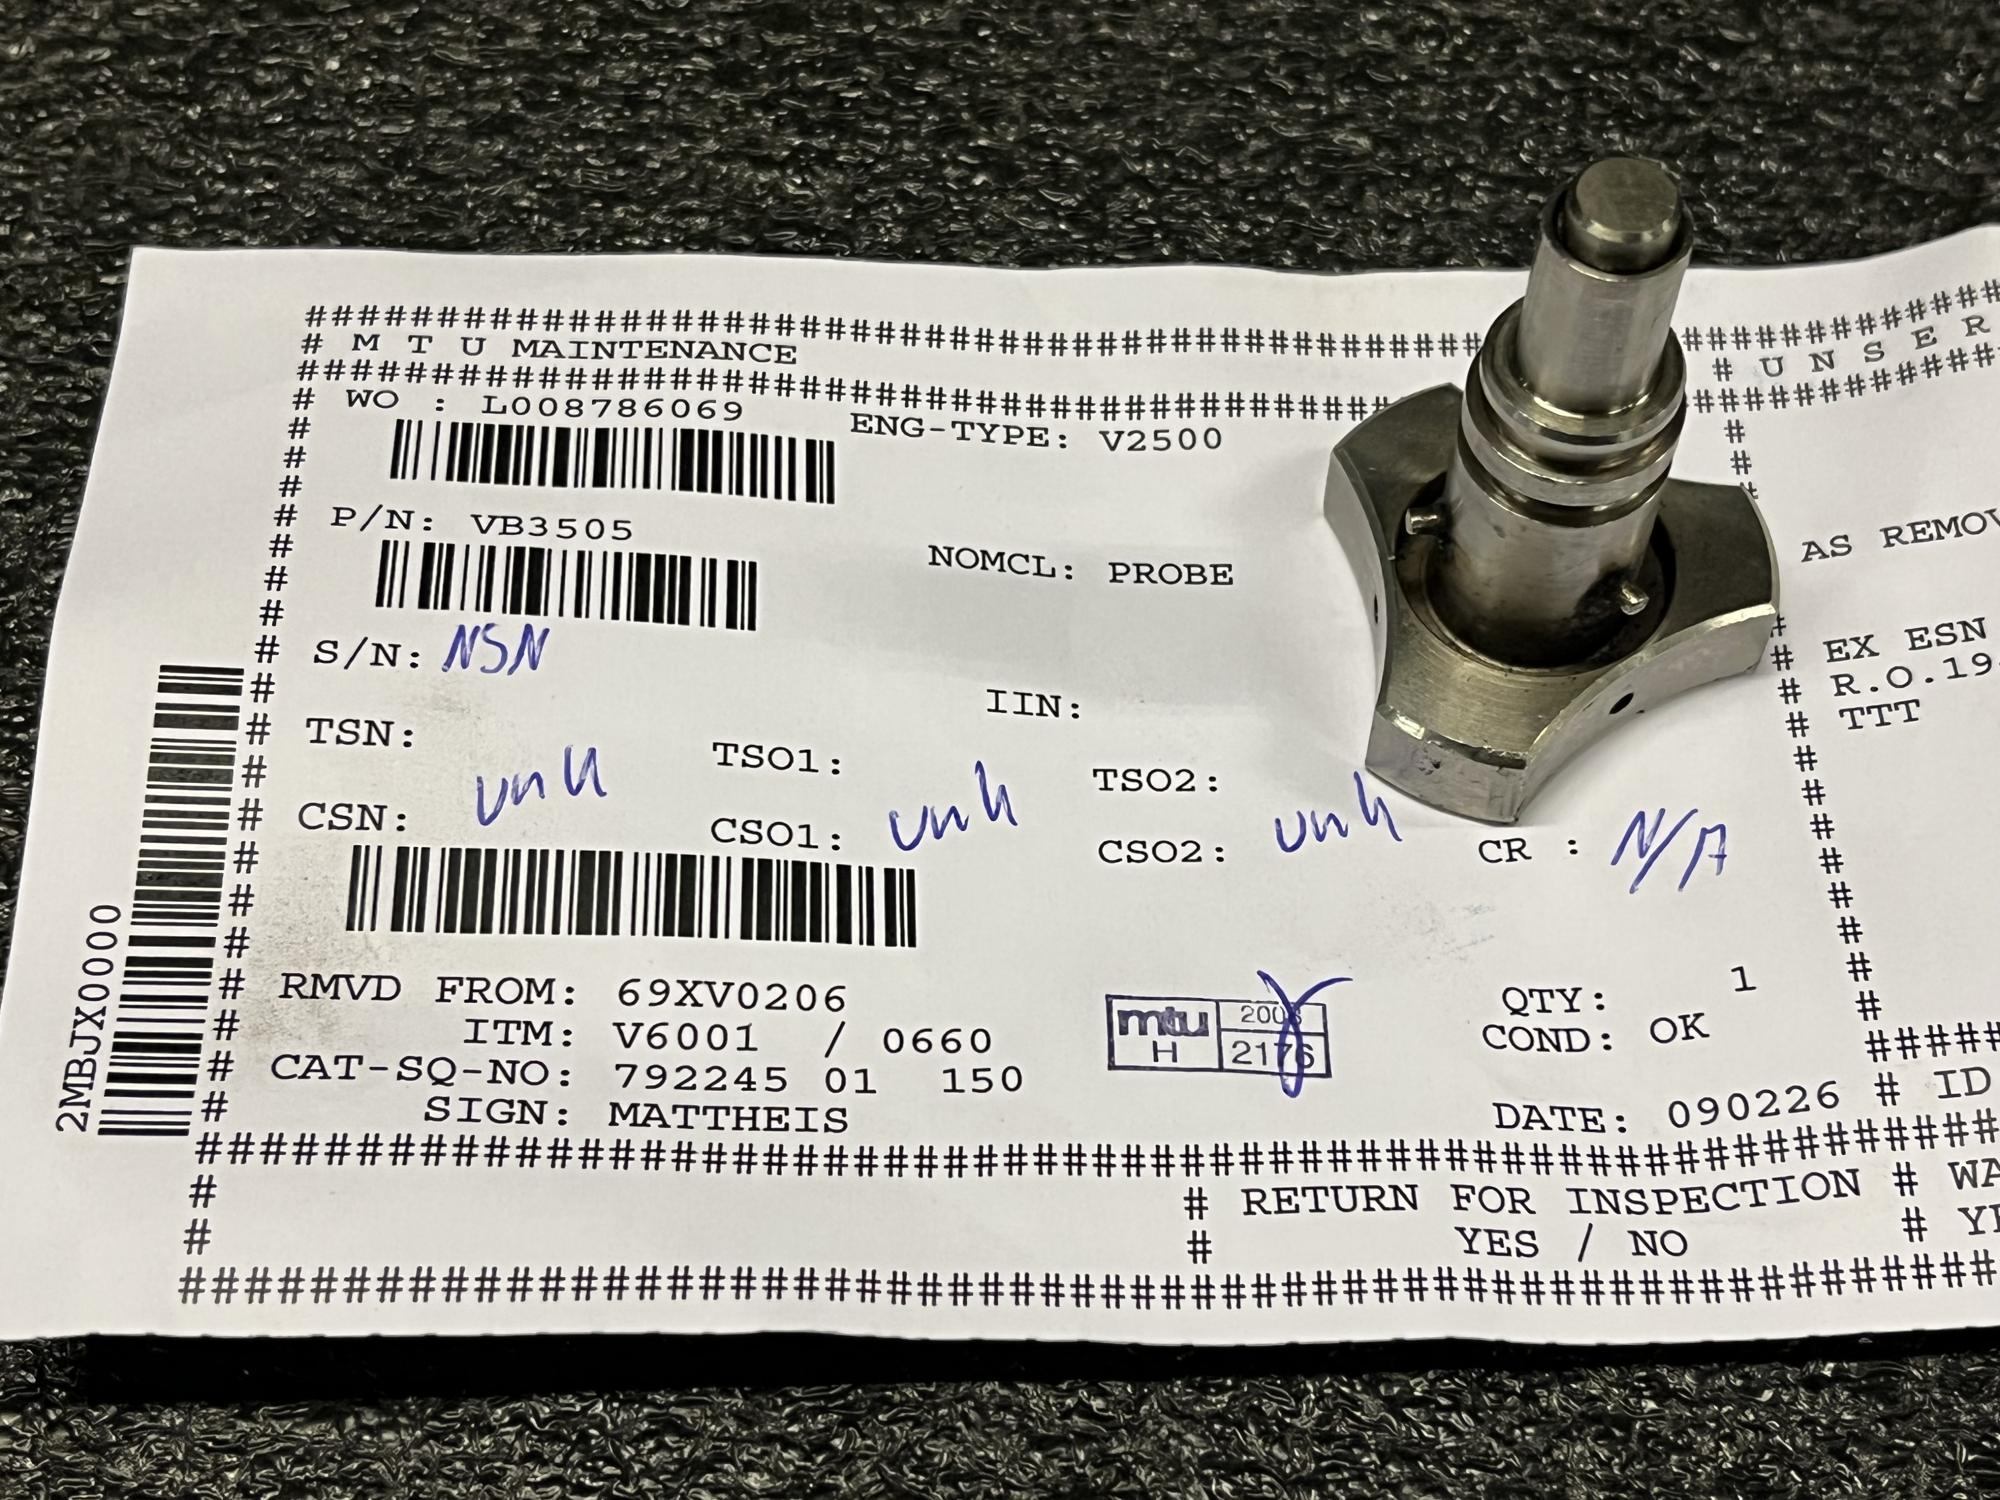 ##############################################
# M T U MAINTENANCE # U N S E R
##############################################
# WO : L008786069 ENG-TYPE: V2500 #
# P/N: VB3505 NOMCL: PROBE AS REMOV
# S/N: NSN EX ESN
IIN: # R.O.19
# TSN: unk TSO1: unk TSO2: unk # TTT
# CSN: CSO1: CSO2: CR : N/A #
2MBJX00000
# RMVD FROM: 69XV0206 QTY: 1 #
# ITM: V6001 / 0660 COND: OK #####
mtu 200
H 2176
# CAT-SQ-NO: 792245 01 150
# SIGN: MATTHEIS DATE: 090226 # ID
##############################################
# # RETURN FOR INSPECTION # WA
# # YES / NO #
##############################################